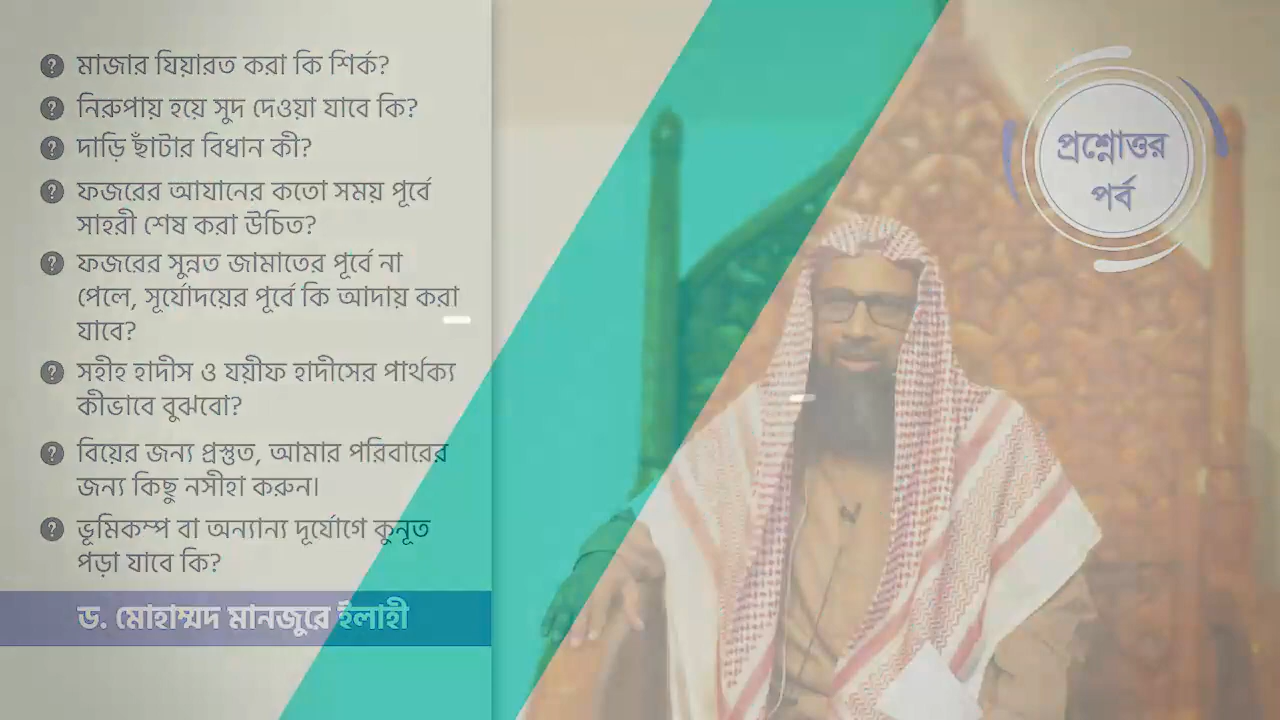 মাজার যিয়ারত করা কি শির্ক?
নিরুপায় হয়ে সুদ দেওয়া যাবে কি?
দাড়ি ছাঁটার বিধান কী?
ফজরের আযানের কতো সময় পূর্বে
সাহরী শেষ করা উচিত?
ফজরের সুন্নত জামাতের পূর্বে না
পেলে, সূর্যোদয়ের পূর্বে কি আদায় করা
যাবে?
সহীহ হাদীস ও যয়ীফ হাদীসের পার্থক্য
কীভাবে বুঝবো?
বিয়ের জন্য প্রস্তুত, আমার পরিবারের
জন্য কিছু নসীহা করুন।
ভূমিকম্প বা অন্যান্য দূর্যোগে কুনূত
পড়া যাবে কি?
ড. মোহাম্মদ মানজুরে ইলাহী
প্রশ্নোত্তর
পর্ব